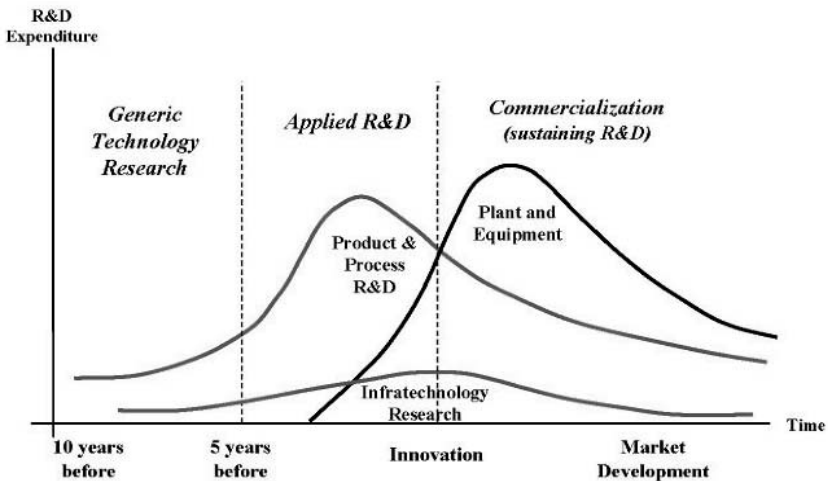 R&D
Expenditure
Generic
Technology
Research
Applied R&D
Commercialization
(sustaining R&D)
Product &
Process
R&D
Plant and
Equipment
Infratechnology
Research
Time
10 years
before
5 years
before
Innovation
Market
Development